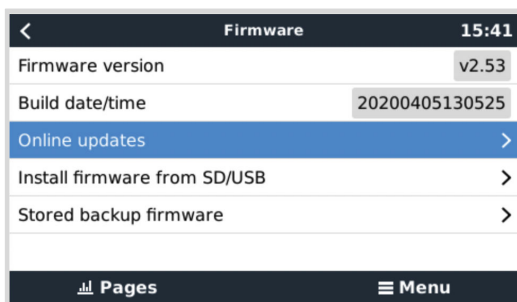 Firmware 15:41
Firmware version v2.53
Build date/time 20200405130525
Online updates
Install firmware from SD/USB
Stored backup firmware
Pages Menu